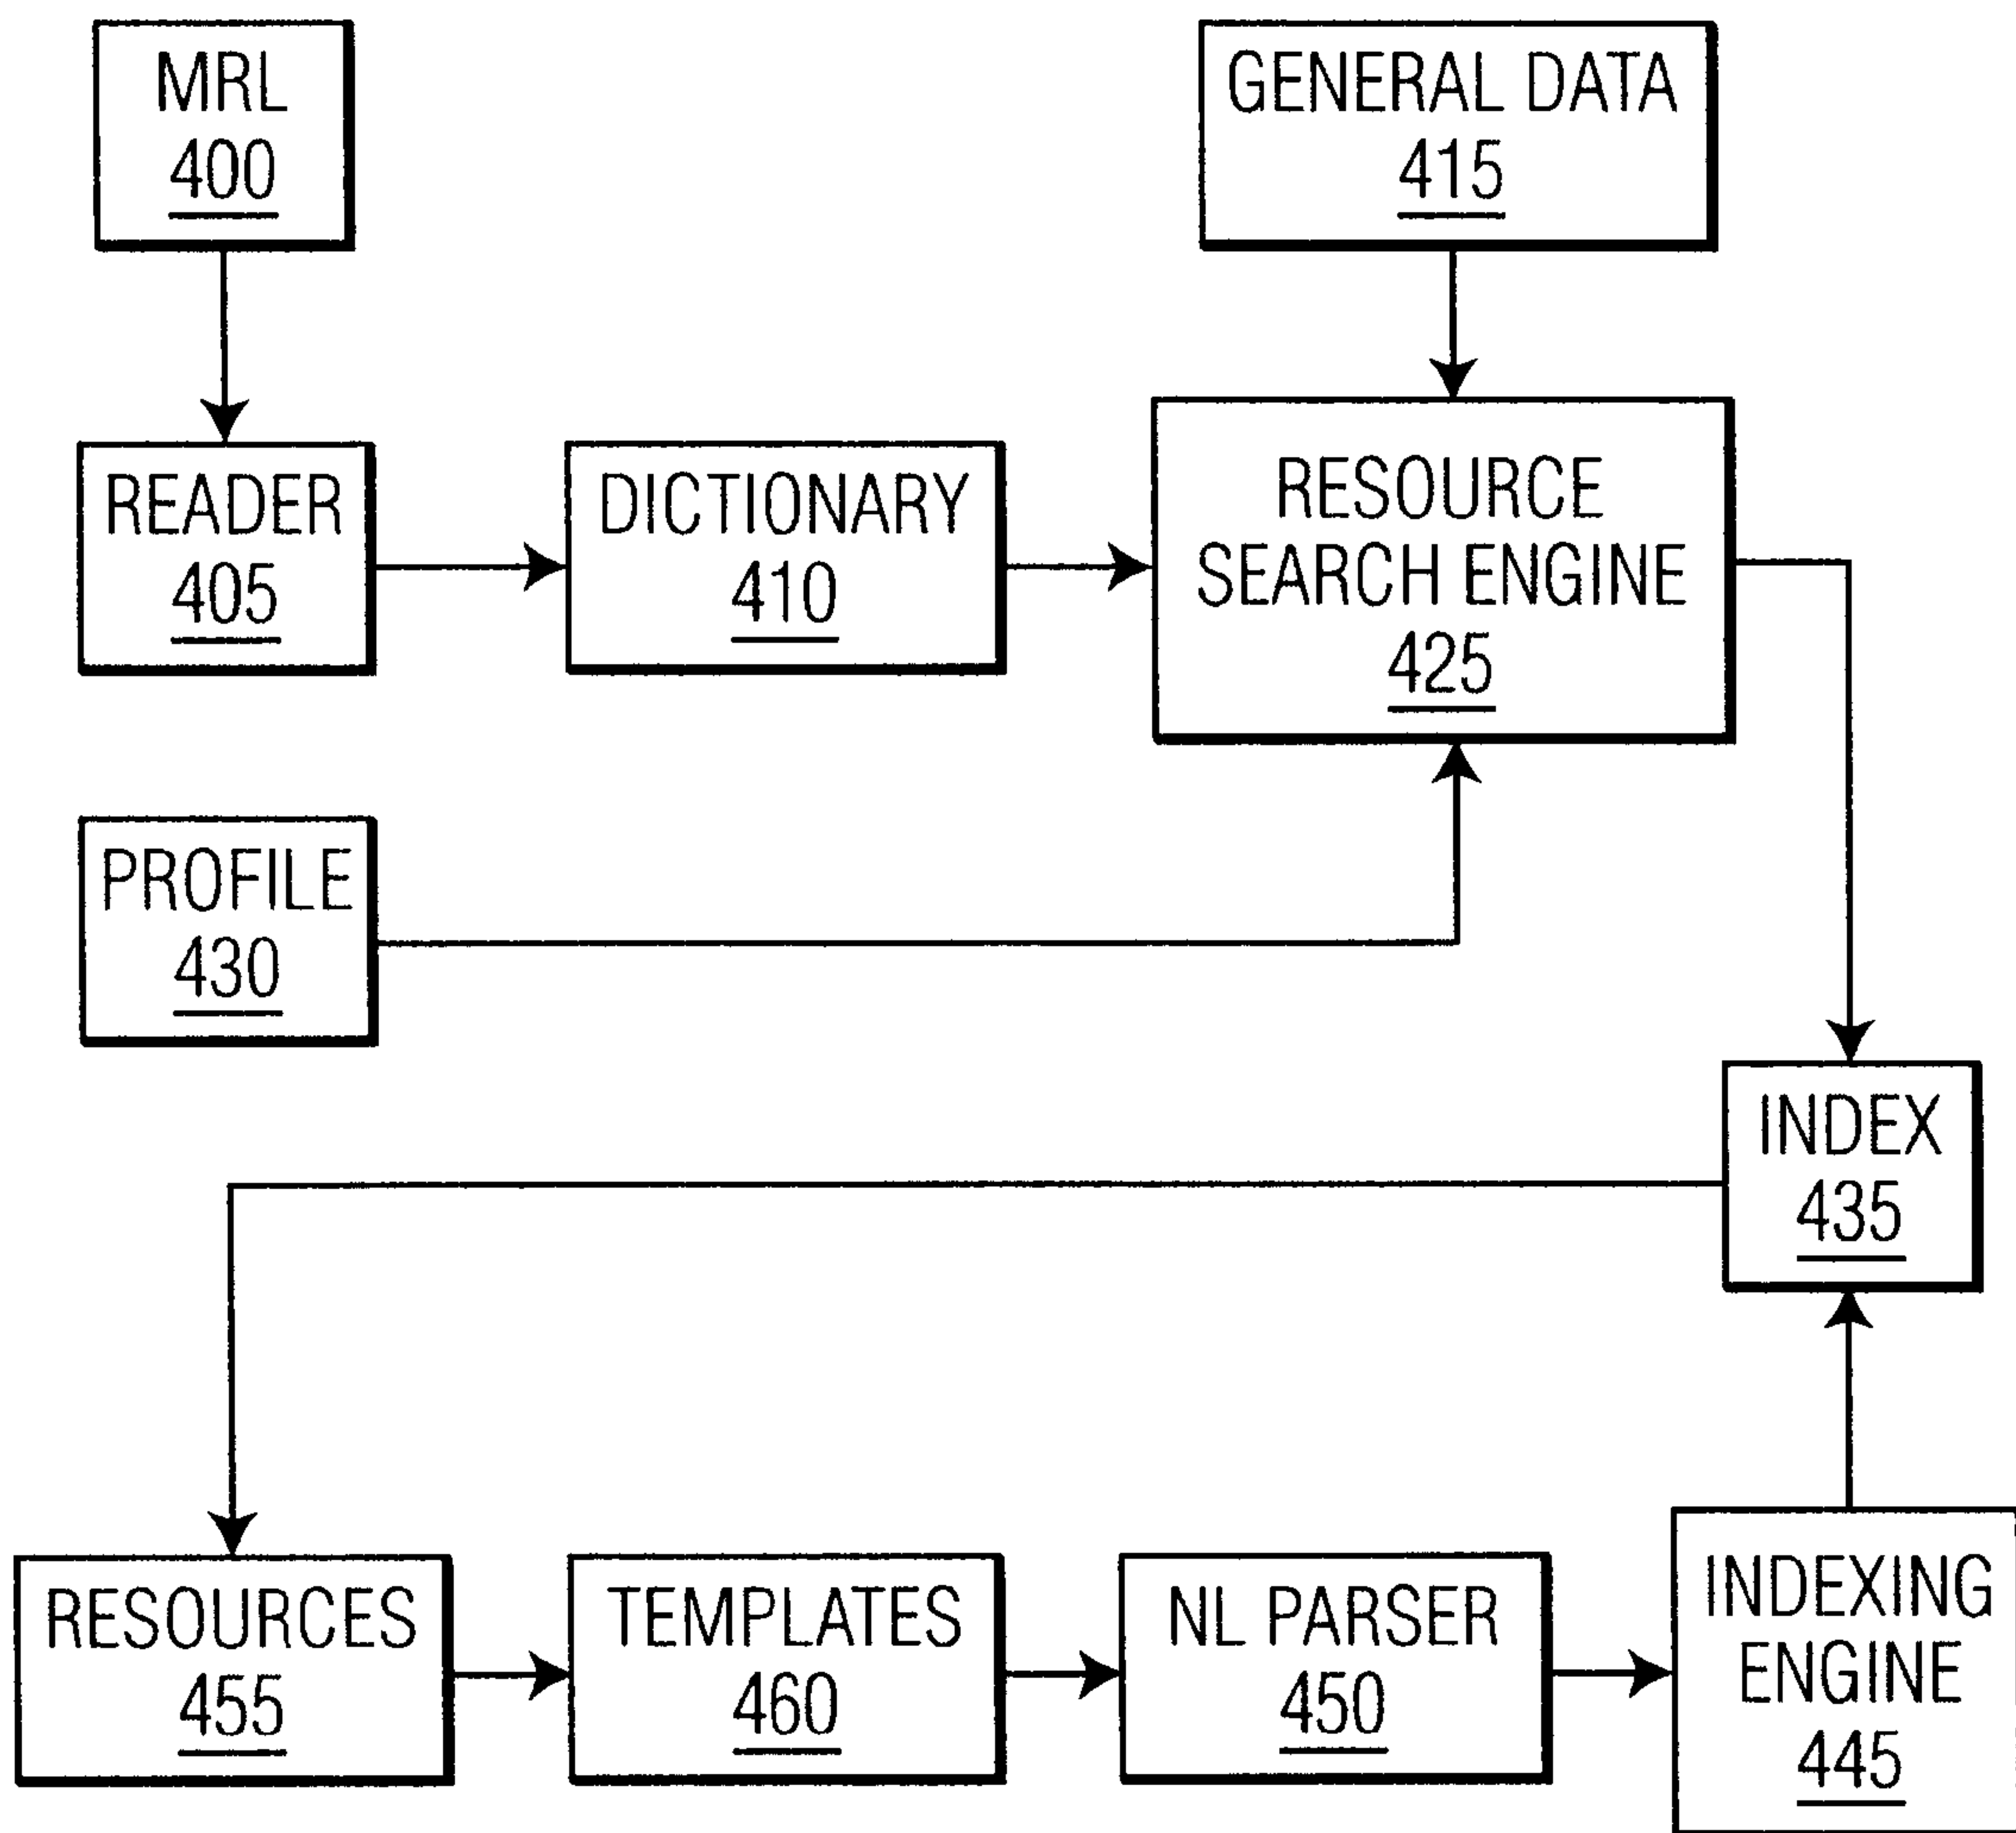 MRL
400
GENERAL DATA
415
READER
405
DICTIONARY
410
RESOURCE
SEARCH ENGINE
425
PROFILE
430
INDEX
435
RESOURCES
455
TEMPLATES
460
NL PARSER
450
INDEXING
ENGINE
445